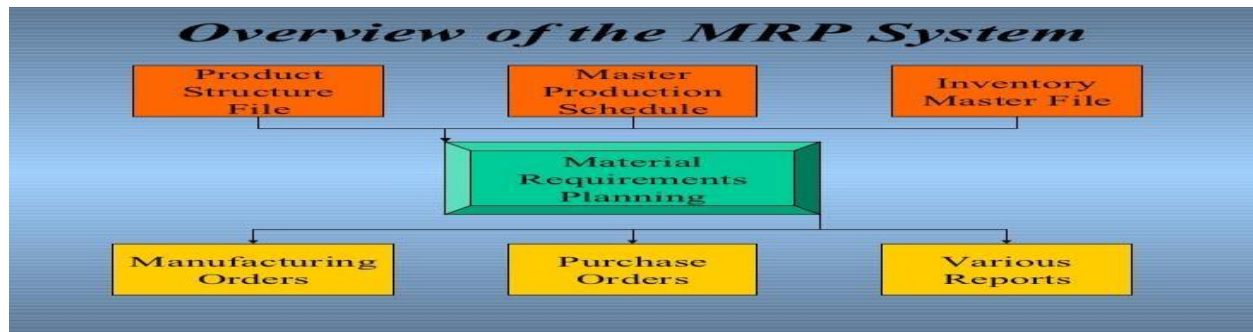 Overview of the MRP System
Product
Structure
File
Master
Production
Schedule
Inventory
Master File
Material
Requirements
Planning
Manufacturing
Orders
Purchase
Orders
Various
Reports